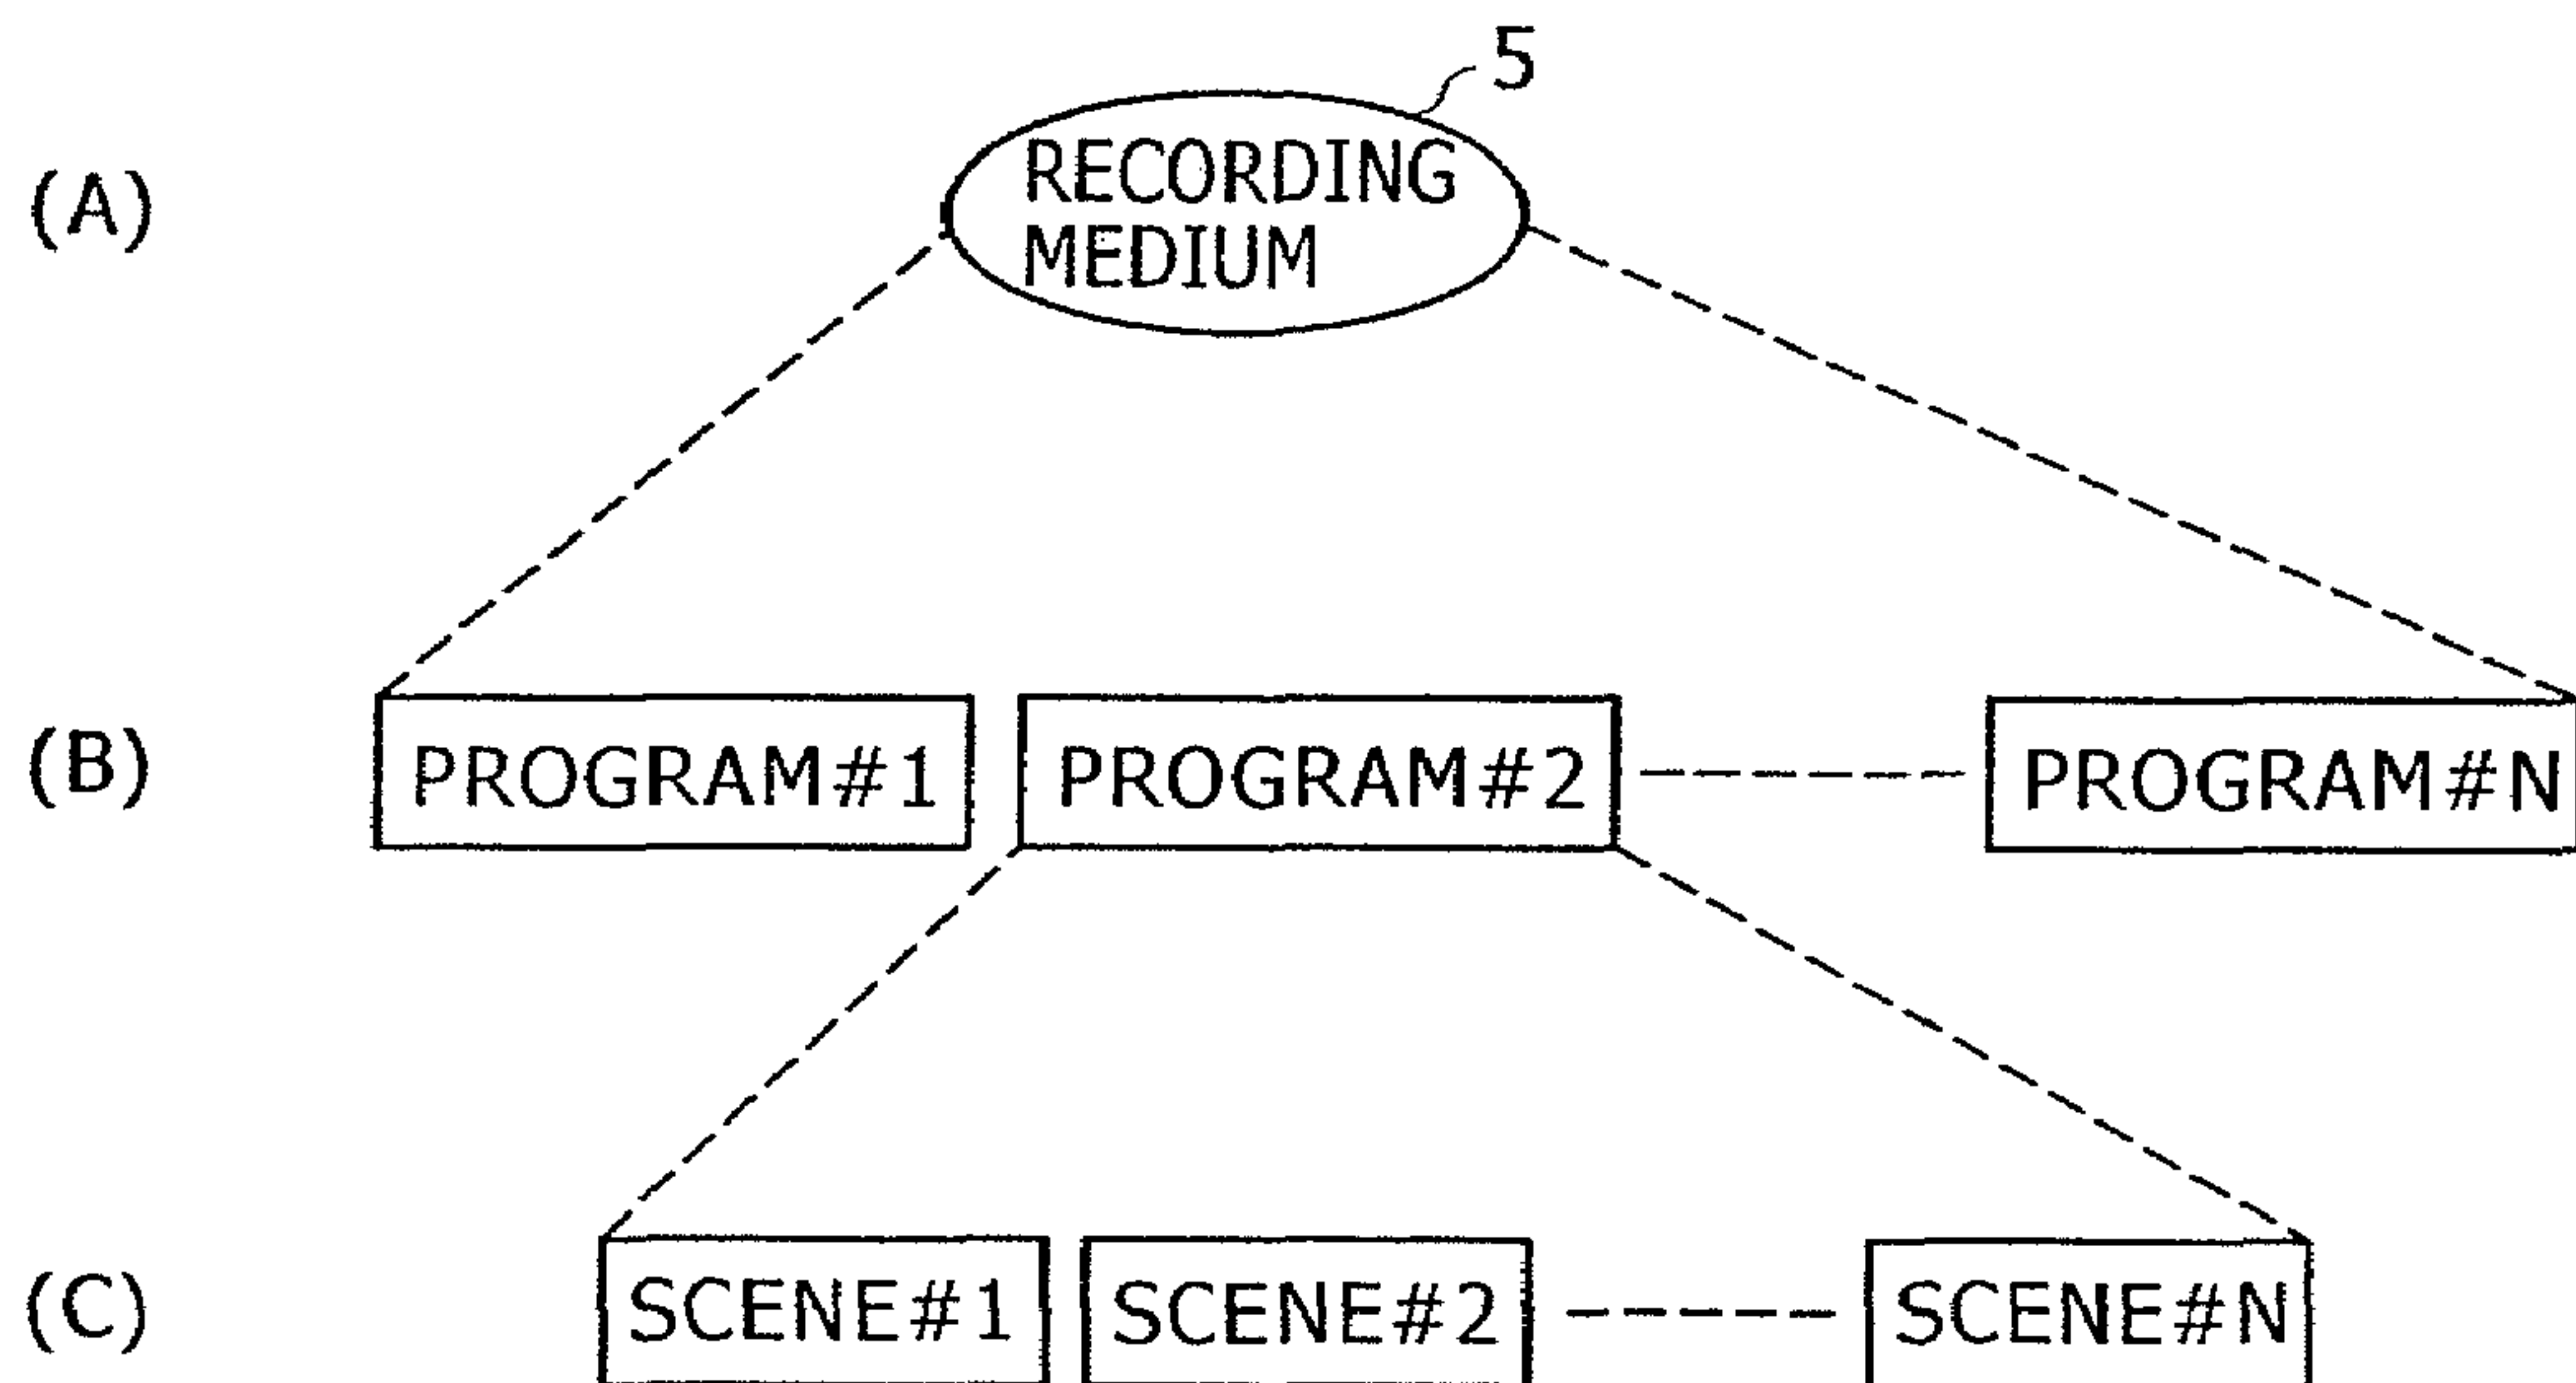 5
(A)
RECORDING
MEDIUM
(B)
PROGRAM#1
PROGRAM#2
PROGRAM#N
(C)
SCENE#1
SCENE#2
SCENE#N